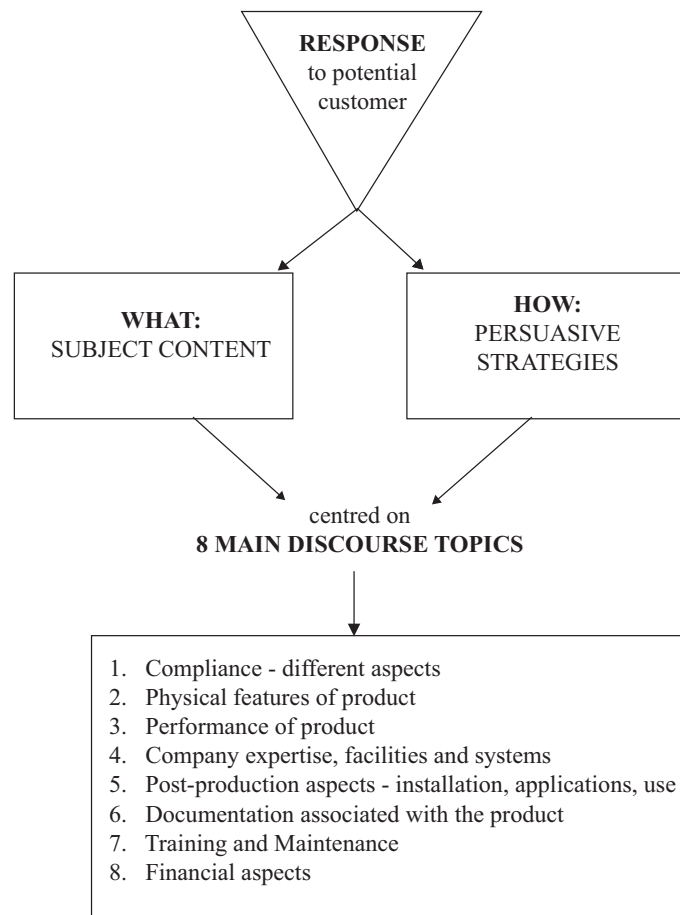 RESPONSE
to potential
customer
WHAT:
SUBJECT CONTENT
HOW:
PERSUASIVE
STRATEGIES
centred on
8 MAIN DISCOURSE TOPICS
1. Compliance - different aspects
2. Physical features of product
3. Performance of product
4. Company expertise, facilities and systems
5. Post-production aspects - installation, applications, use
6. Documentation associated with the product
7. Training and Maintenance
8. Financial aspects